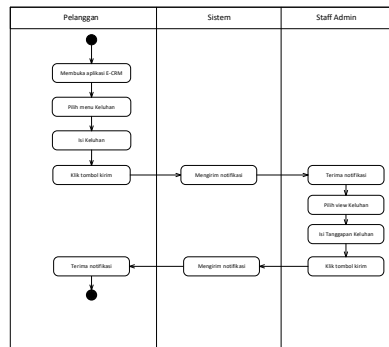 Pelanggan
Sistem
Staff Admin
Membuka aplikasi E-CRM
Pilih menu Keluhan
Isi Keluhan
Klik tombol kirim
Mengirim notifikasi
Terima notifikasi
Pilih view Keluhan
Isi Tanggapan Keluhan
Terima notifikasi
Mengirim notifikasi
Klik tombol kirim